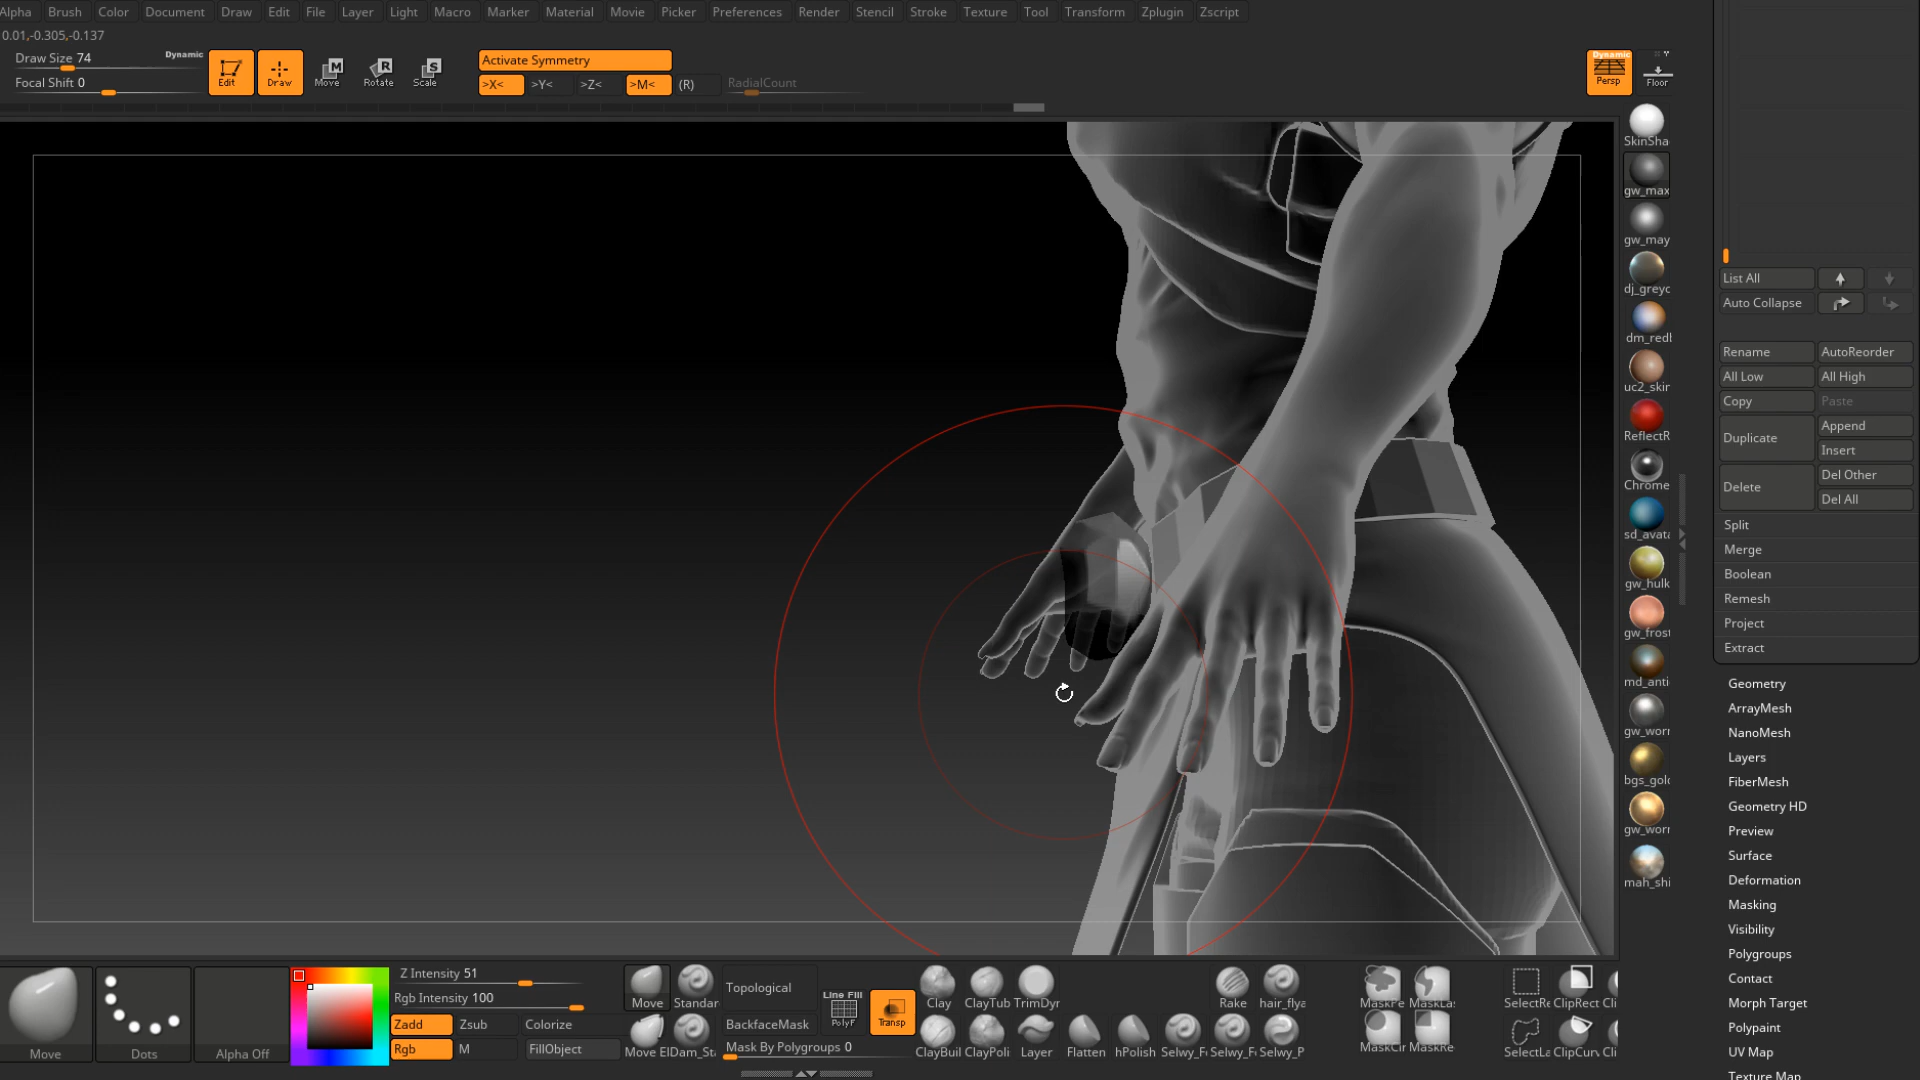 Alpha Brush Color Document Draw Edit File Layer Light Macro Marker Material Movie Picker Preferences Render Stencil Stroke Texture Tool Transform Zplugin Zscript
0.01,-0.305,-0.137
Draw Size 74
Dynamic
Focal Shift 0
Edit
Draw
M
Move
R
Rotate
S
Scale
Activate Symmetry
>X< >Y< >Z< >M< (R) RadialCount
Dynamic
Persp
Floor
SkinSha
gw_max
gw_may
dj_greyc
dm_redl
uc2_skir
ReflectR
Chrome
sd_avata
gw_hulk
gw_frost
md_anti
gw_worr
bgs_gold
gw_worr
mah_shi
List All
Auto Collapse
Rename AutoReorder
All Low All High
Copy Paste
Duplicate
Append
Insert
Delete
Del Other
Del All
Split
Merge
Boolean
Remesh
Project
Extract
Geometry
ArrayMesh
NanoMesh
Layers
FiberMesh
Geometry HD
Preview
Surface
Deformation
Masking
Visibility
Polygroups
Contact
Morph Target
Polypaint
UV Map
Texture Map
Move
Dots
Alpha Off
Z Intensity 51
Rgb Intensity 100
Zadd Zsub Colorize
Rgb M FillObject
Move Standar
Move El Dam_St
Topological
BackfaceMask
Mask By Polygroups 0
Line Fill
PolyF
Transp
Clay ClayTub TrimDyr
ClayBuil ClayPoli Layer Flatten hPolish Selwy_F Selwy_F Selwy_P
Rake hair_flya
MaskPe MaskLa
MaskCir MaskRe
SelectRe ClipRect Cli
SelectLa ClipCur Cli